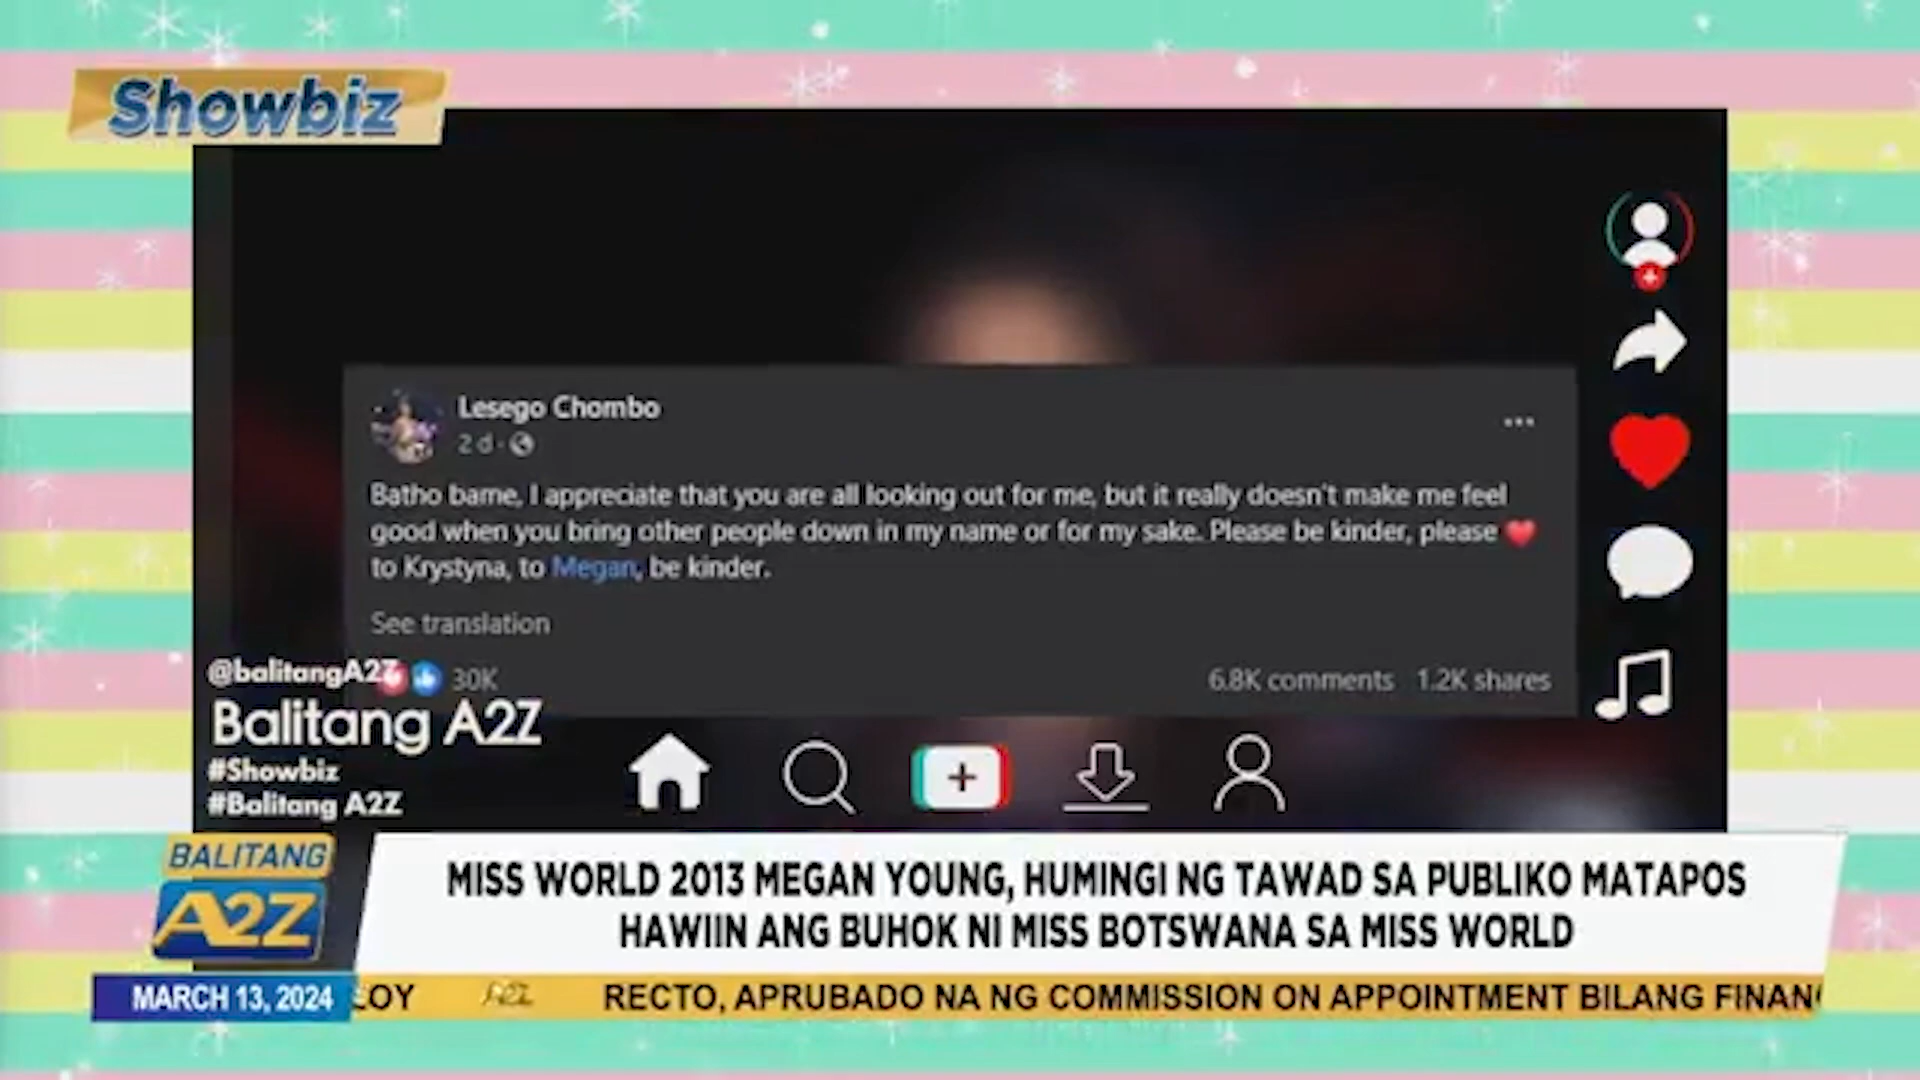 Showbiz
Lesego Chombo
2 d
Batho bame, I appreciate that you are all looking out for me, but it really doesn't make me feel
good when you bring other people down in my name or for my sake. Please be kinder, please ❤️
to Krystyna, to Megan, be kinder.
See translation
30K
6.8K comments 1.2K shares
@balitangA2Z
Balitang A2Z
#Showbiz
#Balitang A2Z
BALITANG
A2Z
MISS WORLD 2013 MEGAN YOUNG, HUMINGI NG TAWAD SA PUBLIKO MATAPOS
HAWIIN ANG BUHOK NI MISS BOTSWANA SA MISS WORLD
MARCH 13, 2024
LOY A2Z RECTO, APRUBADO NA NG COMMISSION ON APPOINTMENT BILANG FINAN